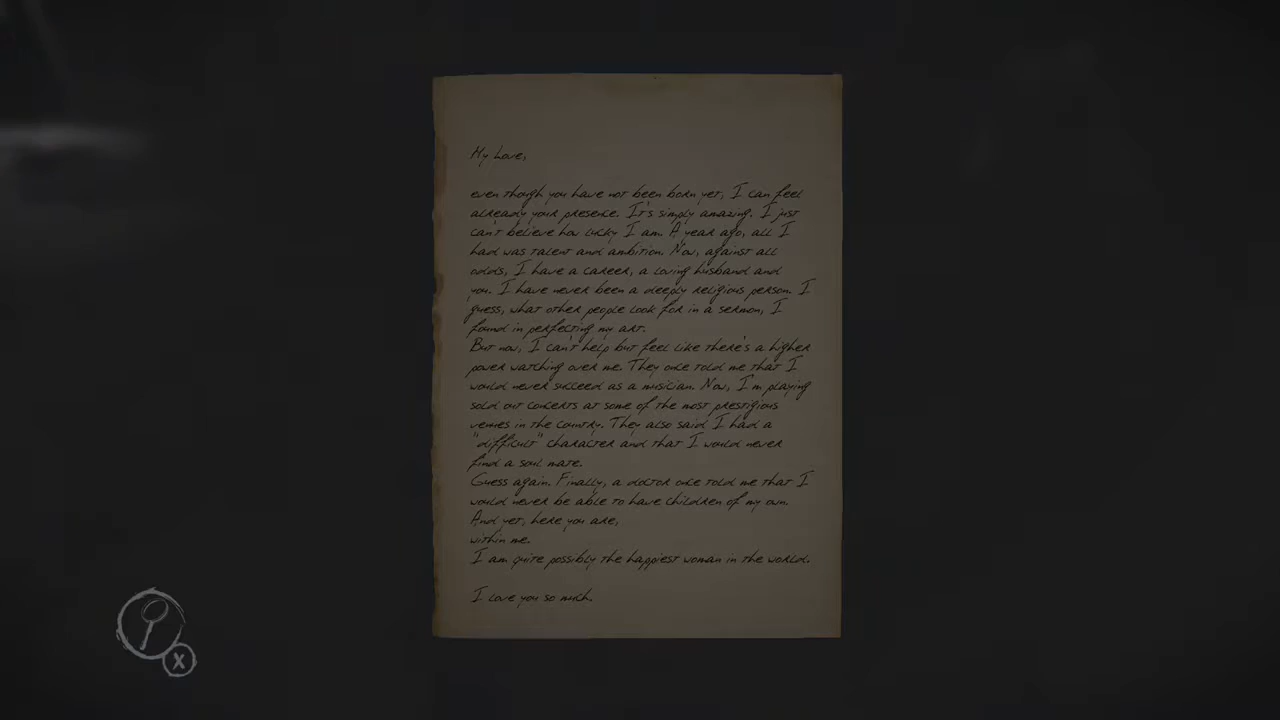 My Love,
even though you have not been born yet, I can feel
already your presence. It's simply amazing. I just
can't believe how lucky I am. A year ago, all I
had was talent and ambition. Now, against all
odds, I have a career, a loving husband and
you. I have never been a deeply religious person. I
guess, what other people look for in a sermon, I
found in perfecting my art.
But now, I can't help but feel like there's a higher
power watching over me. They once told me that I
would never succeed as a musician. Now, I'm playing
sold out concerts at some of the most prestigious
venues in the country. They also said I had a
"difficult" character and that I would never
find a soul mate.
Guess again. Finally, a doctor once told me that I
would never be able to have children of my own.
And yet, here you are,
within me.
I am quite possibly the happiest woman in the world.
I love you so much.
X